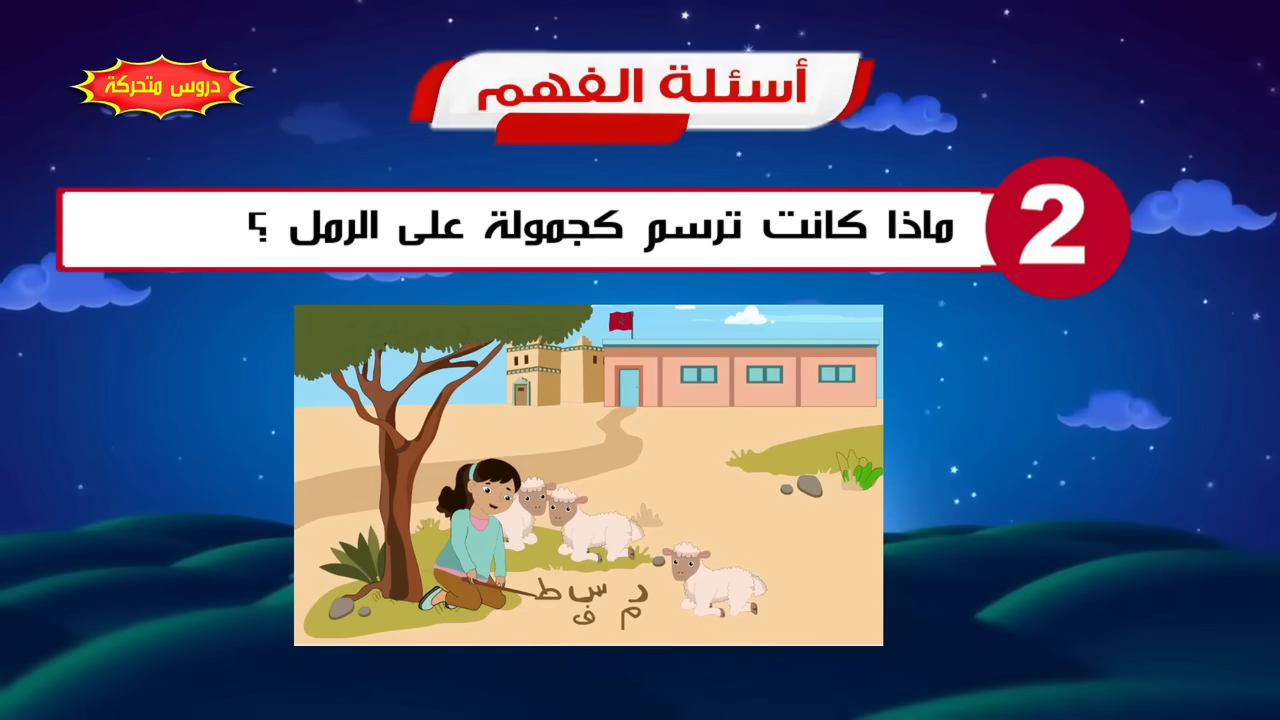 دروس متحركة
أسئلة الفهم
2
ماذا كانت ترسم كجمولة على الرمل ؟
د س ط
م ف